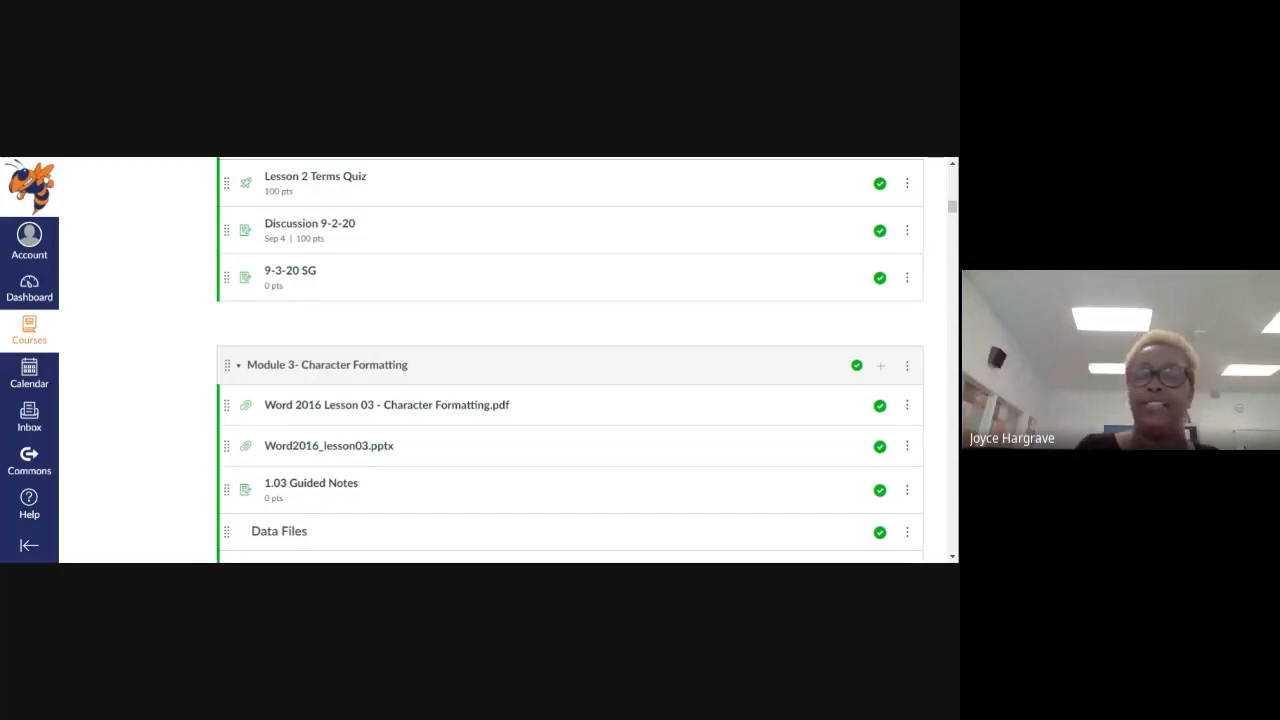 Lesson 2 Terms Quiz
100 pts
Discussion 9-2-20
Sep 4 | 100 pts
9-3-20 SG
0 pts
Module 3- Character Formatting
Word 2016 Lesson 03 - Character Formatting.pdf
Word2016_lesson03.pptx
1.03 Guided Notes
0 pts
Data Files
Account
Dashboard
Courses
Calendar
Inbox
Commons
Help
Joyce Hargrave